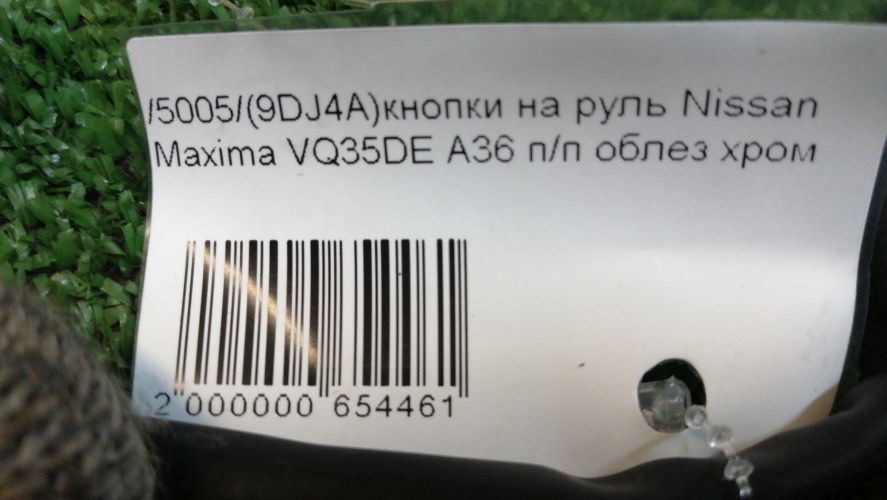 /5005/(9DJ4A)кнопки на руль Nissan
Maxima VQ35DE A36 п/п облез хром
2 000000 654461